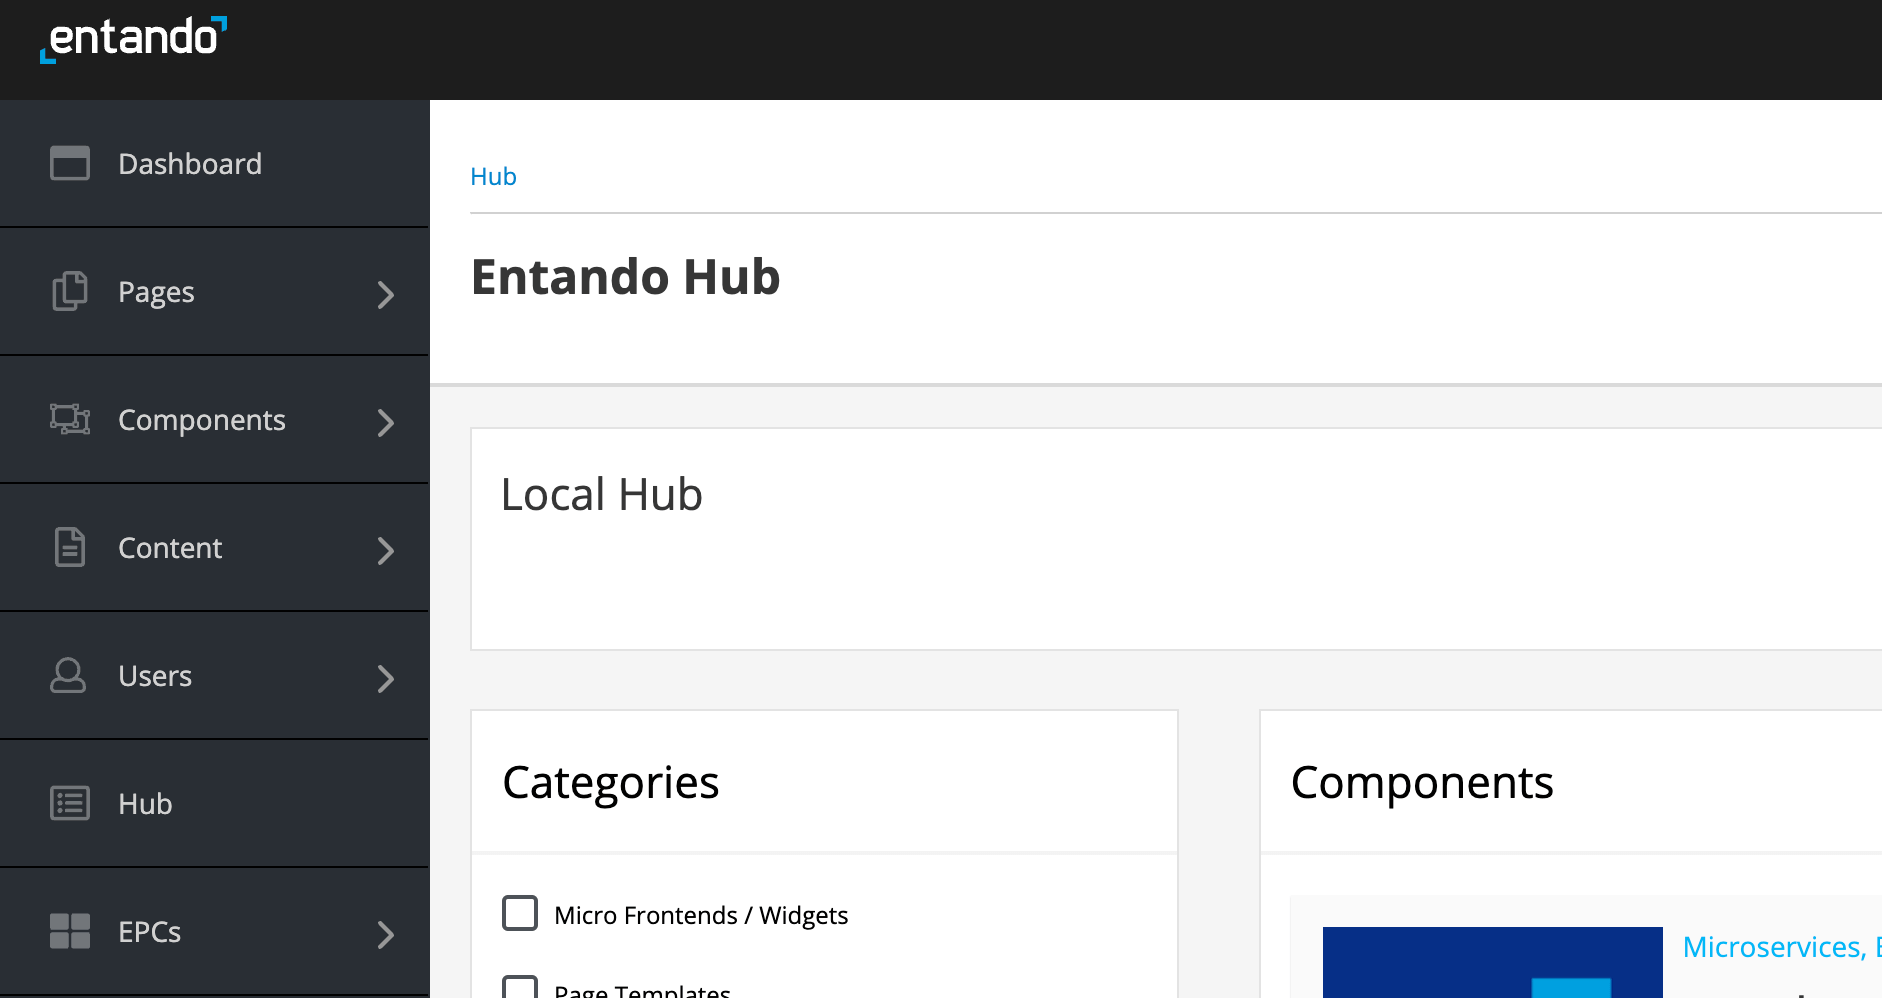 entando
Dashboard
Pages
Components
Content
Users
Hub
EPCs
Hub
Entando Hub
Local Hub
Categories
Micro Frontends / Widgets
Page Templates
Components
Microservices,